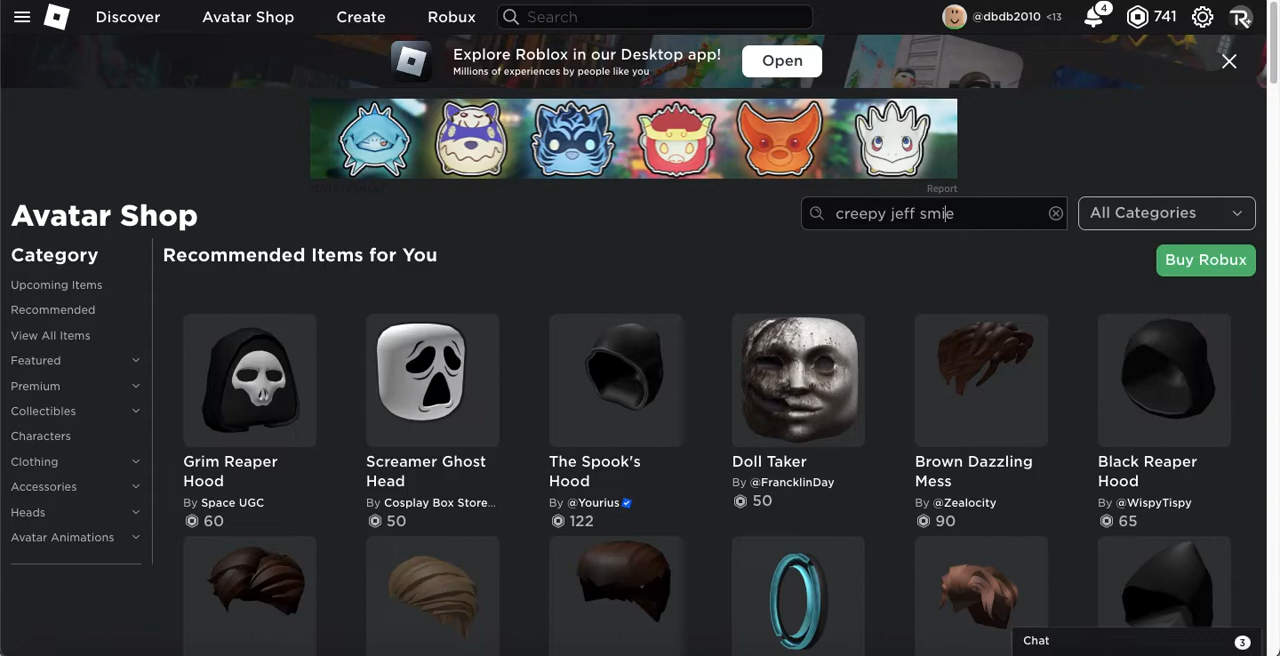 Discover
Avatar Shop
Create
Robux
Search
@dbdb2010 <13
4
741
Explore Roblox in our Desktop app!
Millions of experiences by people like you
Open
Report
Avatar Shop
creepy jeff smie
All Categories
Category
Recommended Items for You
Buy Robux
Upcoming Items
Recommended
View All Items
Featured
Premium
Collectibles
Characters
Clothing
Accessories
Heads
Avatar Animations
Grim Reaper
Hood
By Space UGC
60
Screamer Ghost
Head
By Cosplay Box Store...
50
The Spook's
Hood
By @Yourius
122
Doll Taker
By @FrancklinDay
50
Brown Dazzling
Mess
By @Zealocity
90
Black Reaper
Hood
By @WispyTispy
65
Chat
3